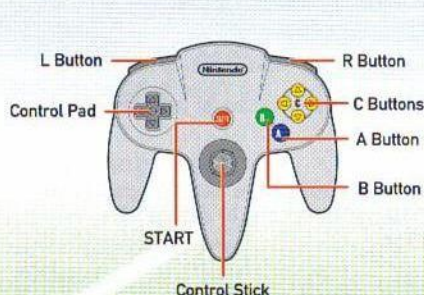 L Button
R Button
Nintendo
Control Pad
C Buttons
C
A Button
B
A
B Button
START
Control Stick